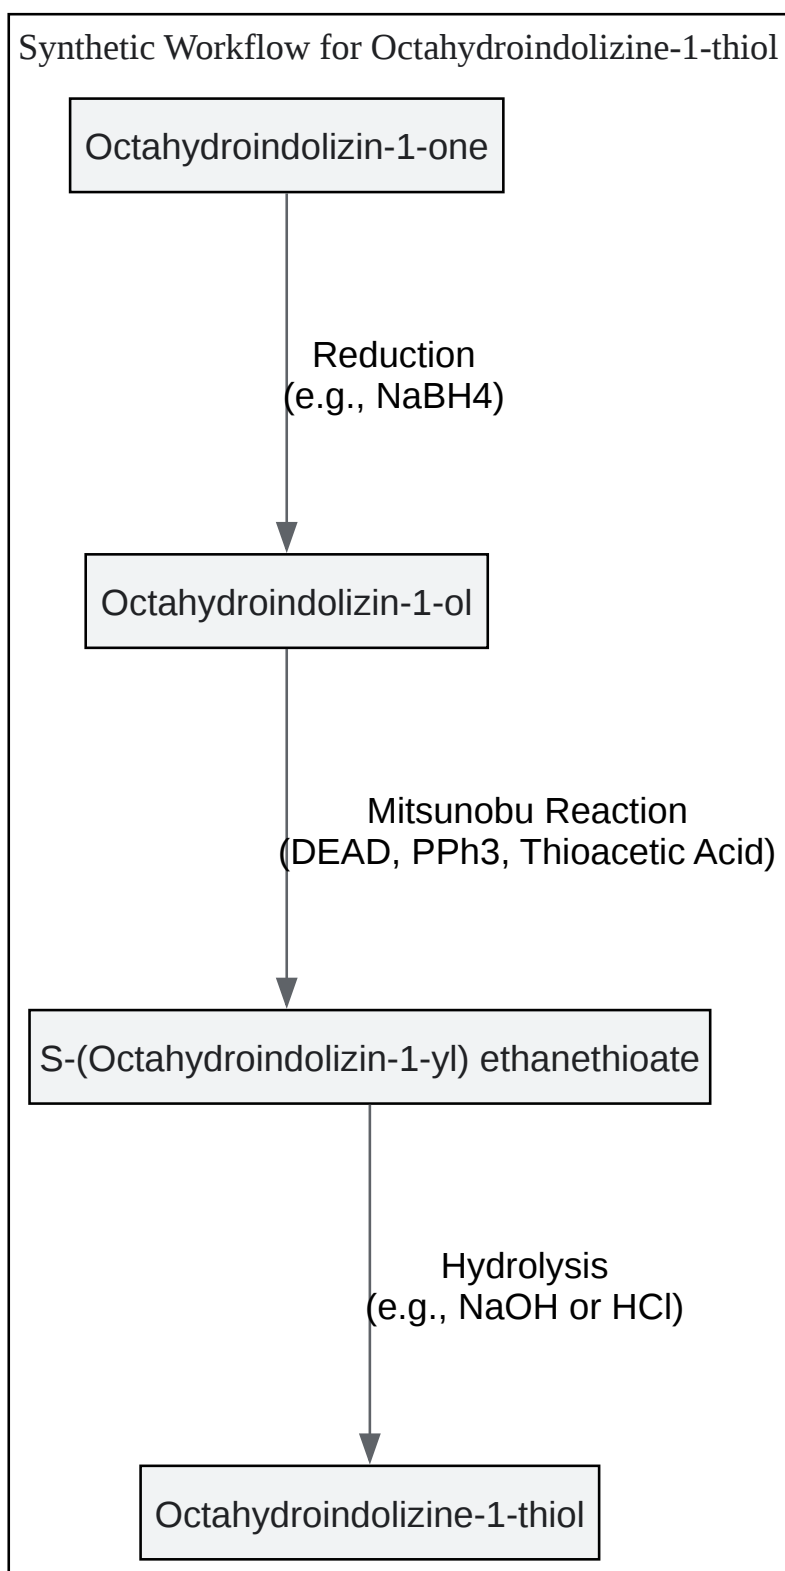 Synthetic Workflow for Octahydroindolizine-1-thiol
Octahydroindolizin-1-one
Reduction
(e.g., NaBH4)
Octahydroindolizin-1-ol
Mitsunobu Reaction
(DEAD, PPh3, Thioacetic Acid)
S-(Octahydroindolizin-1-yl) ethanethioate
Hydrolysis
(e.g., NaOH or HCl)
Octahydroindolizine-1-thiol